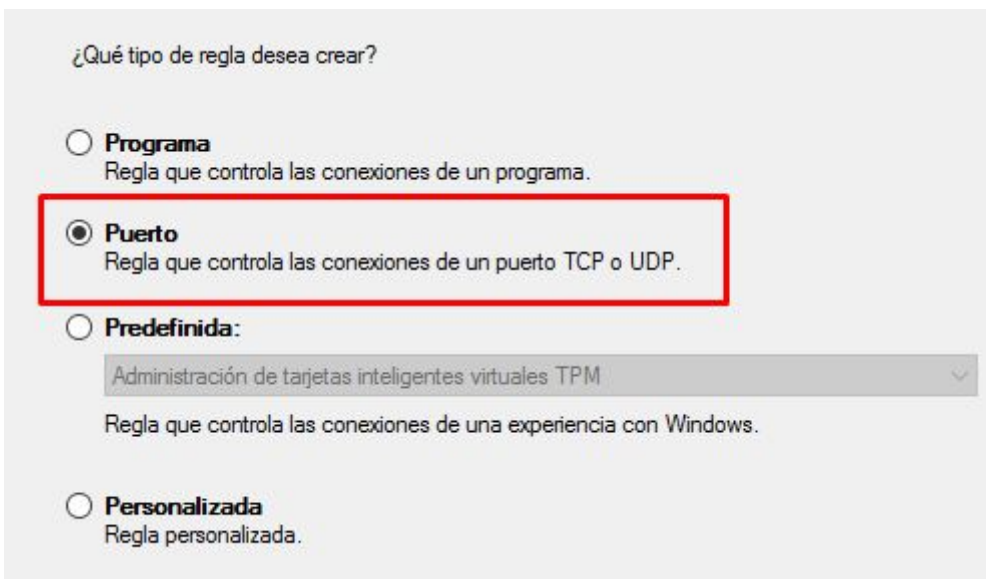 ¿Qué tipo de regla desea crear?
Programa
Regla que controla las conexiones de un programa.
Puerto
Regla que controla las conexiones de un puerto TCP o UDP.
Predefinida:
Administración de tarjetas inteligentes virtuales TPM
Regla que controla las conexiones de una experiencia con Windows.
Personalizada
Regla personalizada.